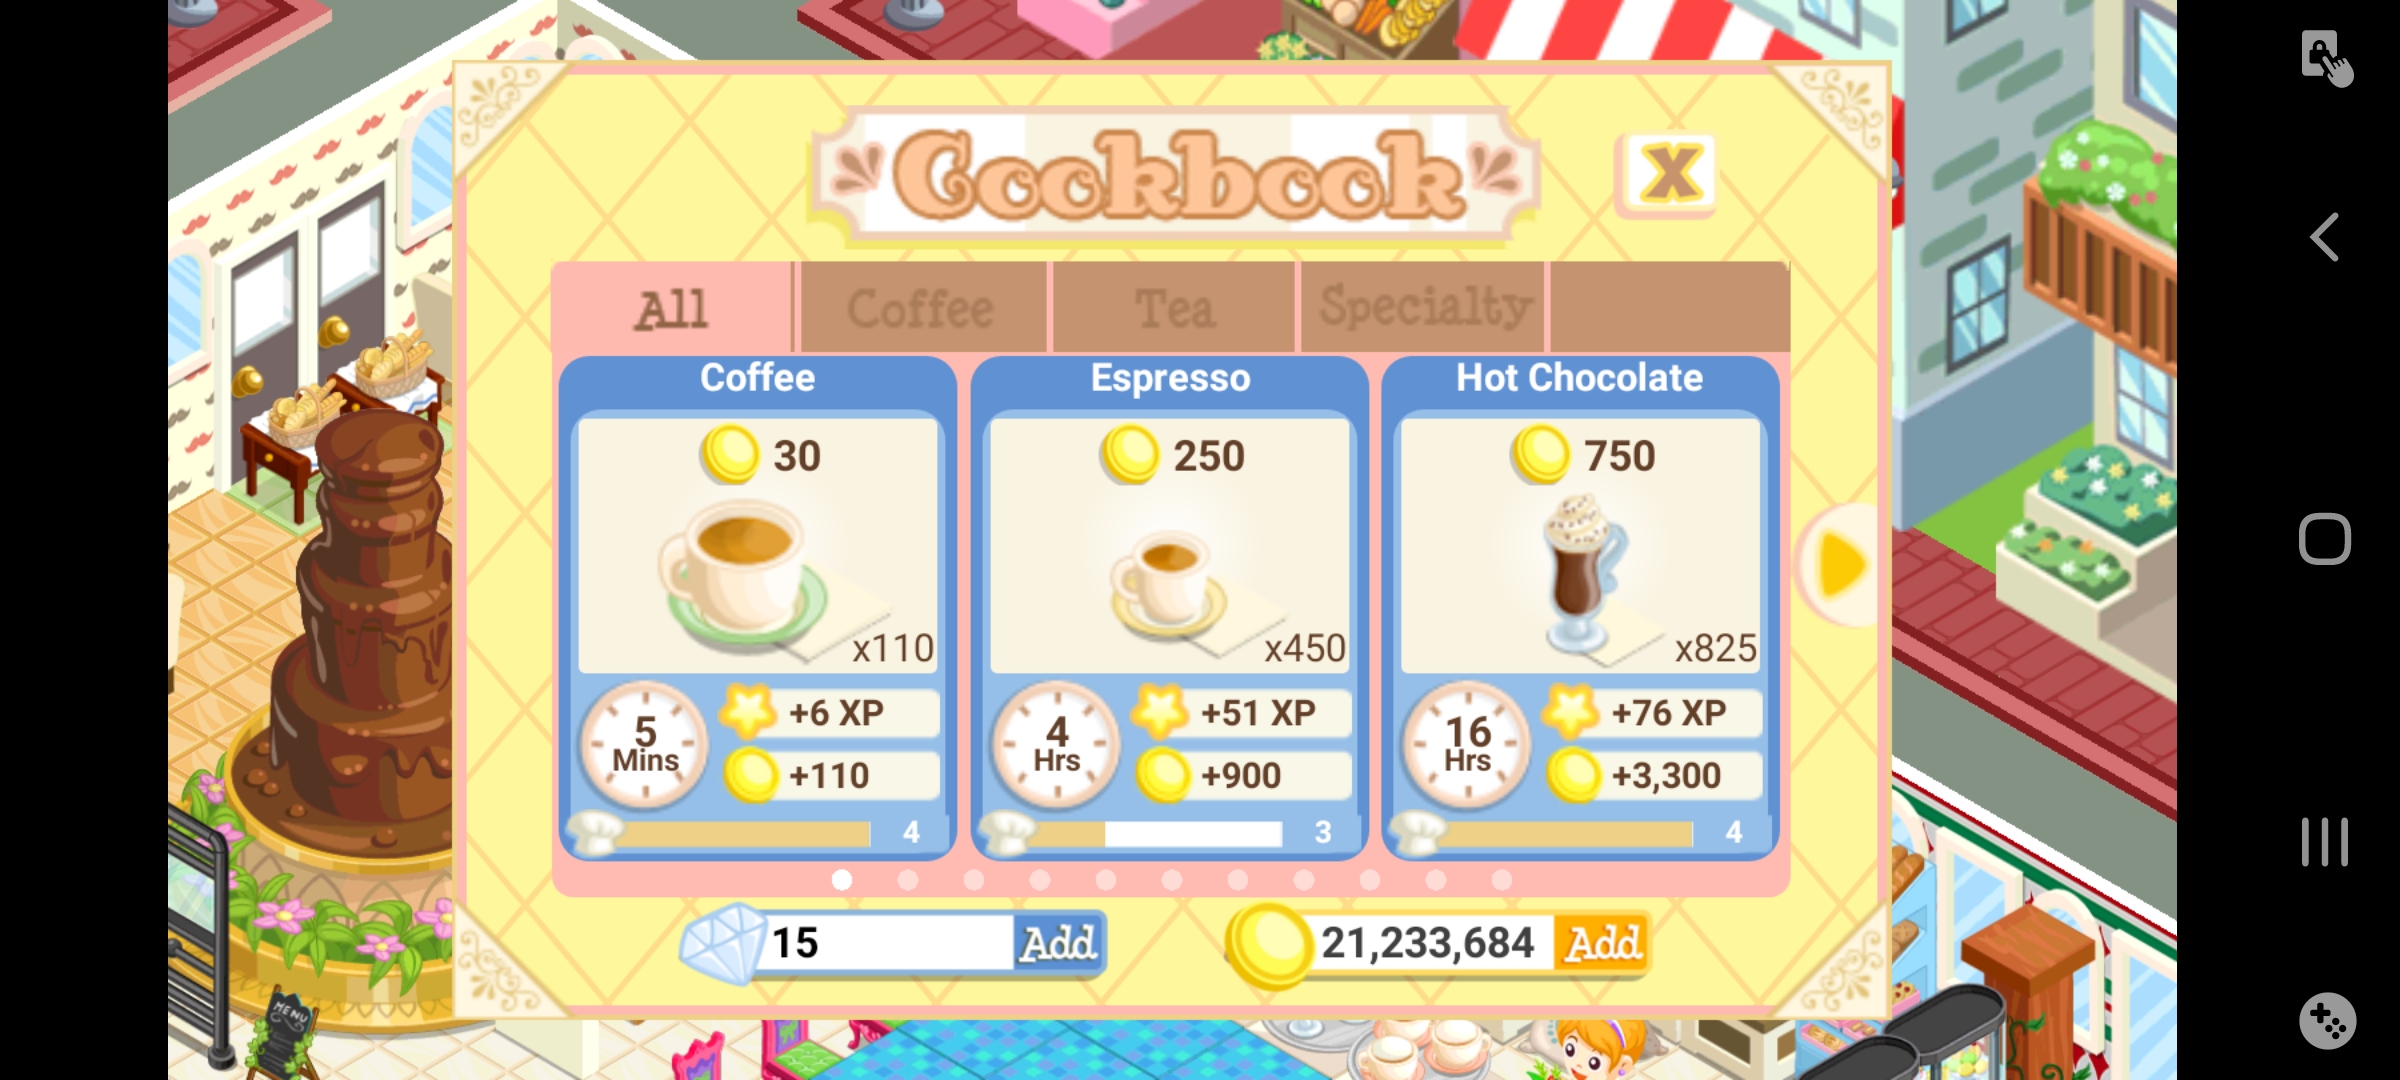 Cookbook
X
All
Coffee
Tea
Specialty
Coffee
30
x110
5
Mins
+6 XP
+110
4
Espresso
250
x450
4
Hrs
+51 XP
+900
3
Hot Chocolate
750
x825
16
Hrs
+76 XP
+3,300
4
15
Add
21,233,684
Add
MENU